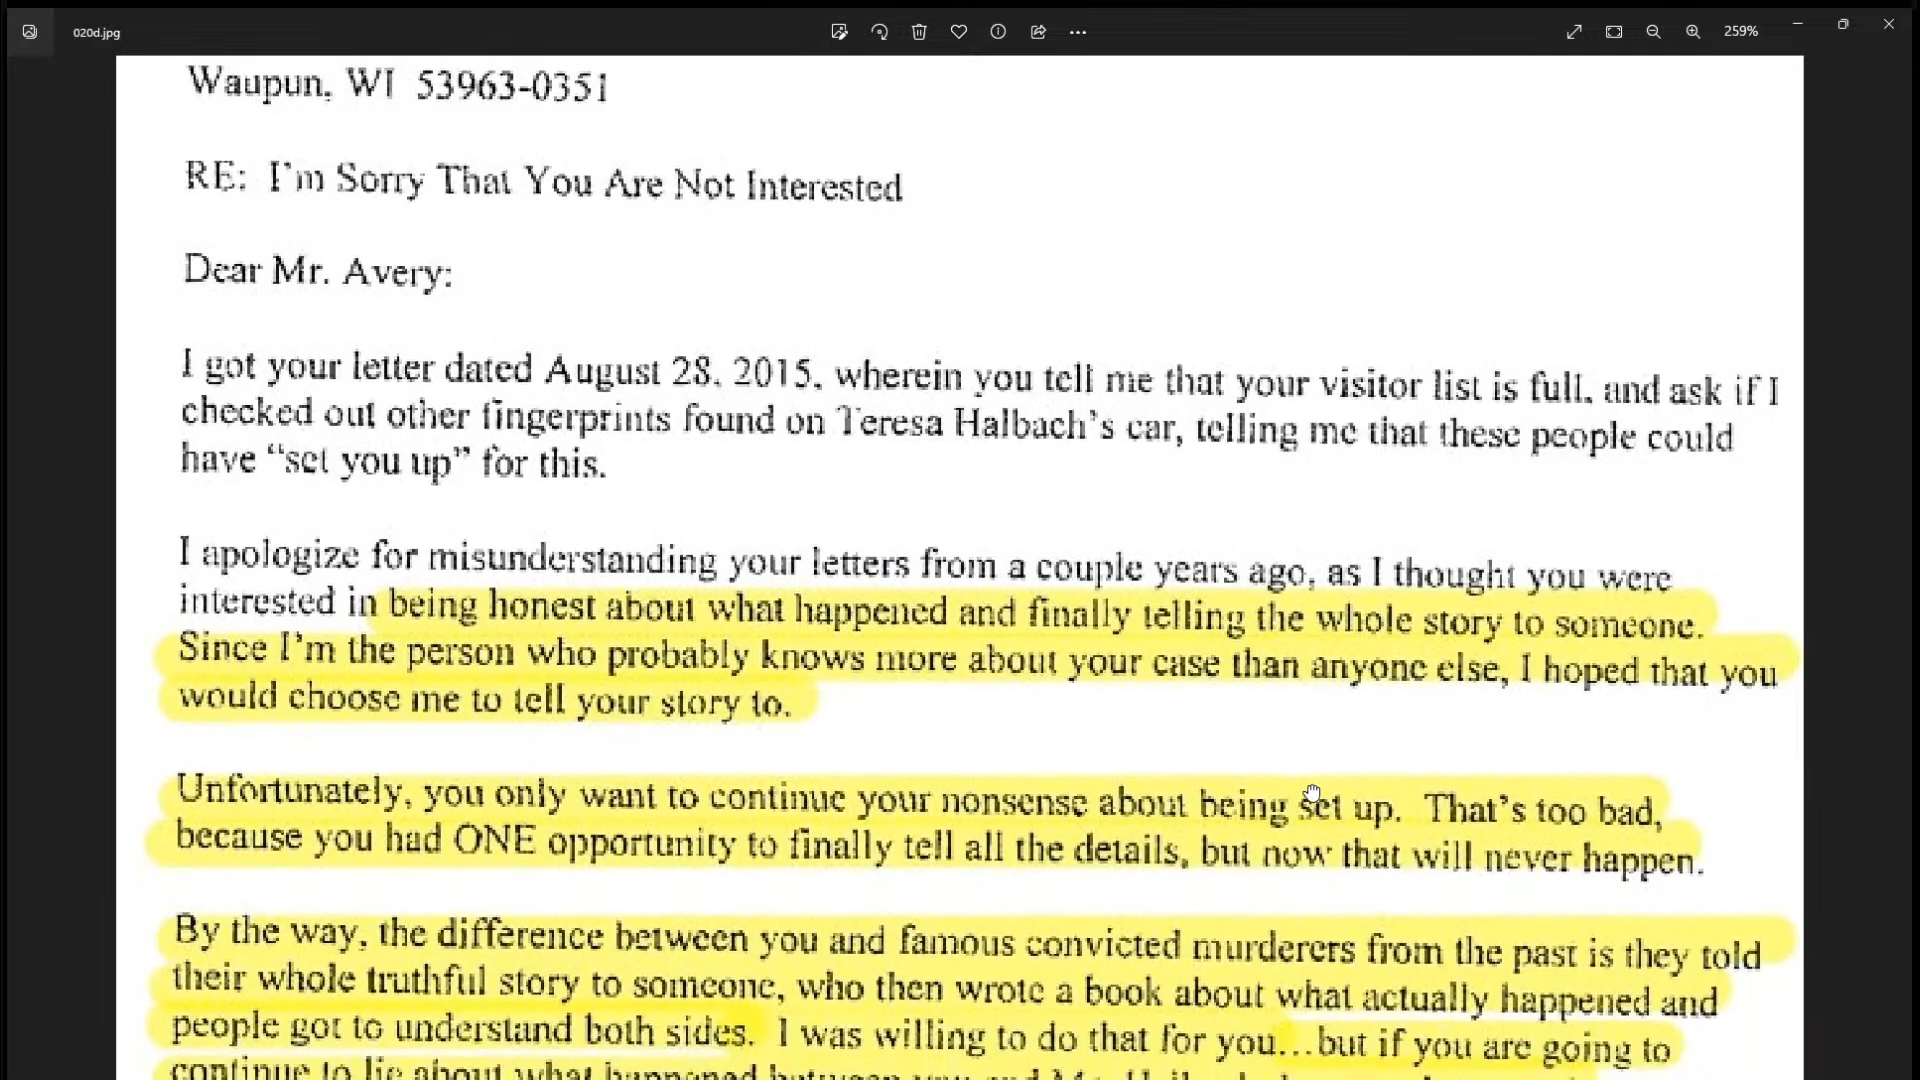 020d.jpg
259%
Waupun, WI 53963-0351
RE: I'm Sorry That You Are Not Interested
Dear Mr. Avery:
I got your letter dated August 28, 2015, wherein you tell me that your visitor list is full, and ask if I
checked out other fingerprints found on Teresa Halbach's car, telling me that these people could
have "set you up" for this.
I apologize for misunderstanding your letters from a couple years ago, as I thought you were
interested in being honest about what happened and finally telling the whole story to someone.
Since I'm the person who probably knows more about your case than anyone else, I hoped that you
would choose me to tell your story to.
Unfortunately, you only want to continue your nonsense about being set up. That's too bad,
because you had ONE opportunity to finally tell all the details, but now that will never happen.
By the way, the difference between you and famous convicted murderers from the past is they told
their whole truthful story to someone, who then wrote a book about what actually happened and
people got to understand both sides. I was willing to do that for you...but if you are going to
continue to lie about what happened between you and Ms.